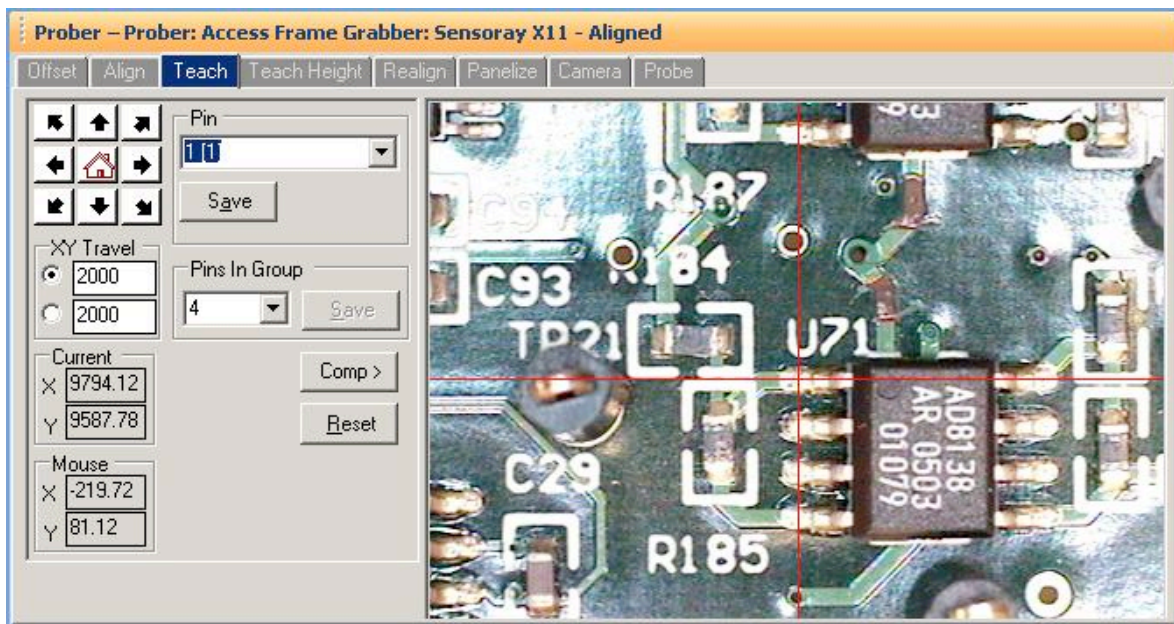 Prober – Prober: Access Frame Grabber: Sensoray X11 - Aligned
Offset Align Teach Teach Height Realign Panelize Camera Probe
Pin
1 [1]
Save
XY Travel
2000
2000
Pins In Group
4
Save
Current
X 9794.12
Y 9587.78
Comp >
Reset
Mouse
X -219.72
Y 81.12
R187
C94
R184
C93
TP21
U71
AD8138
AR 0503
01079
C29
R185